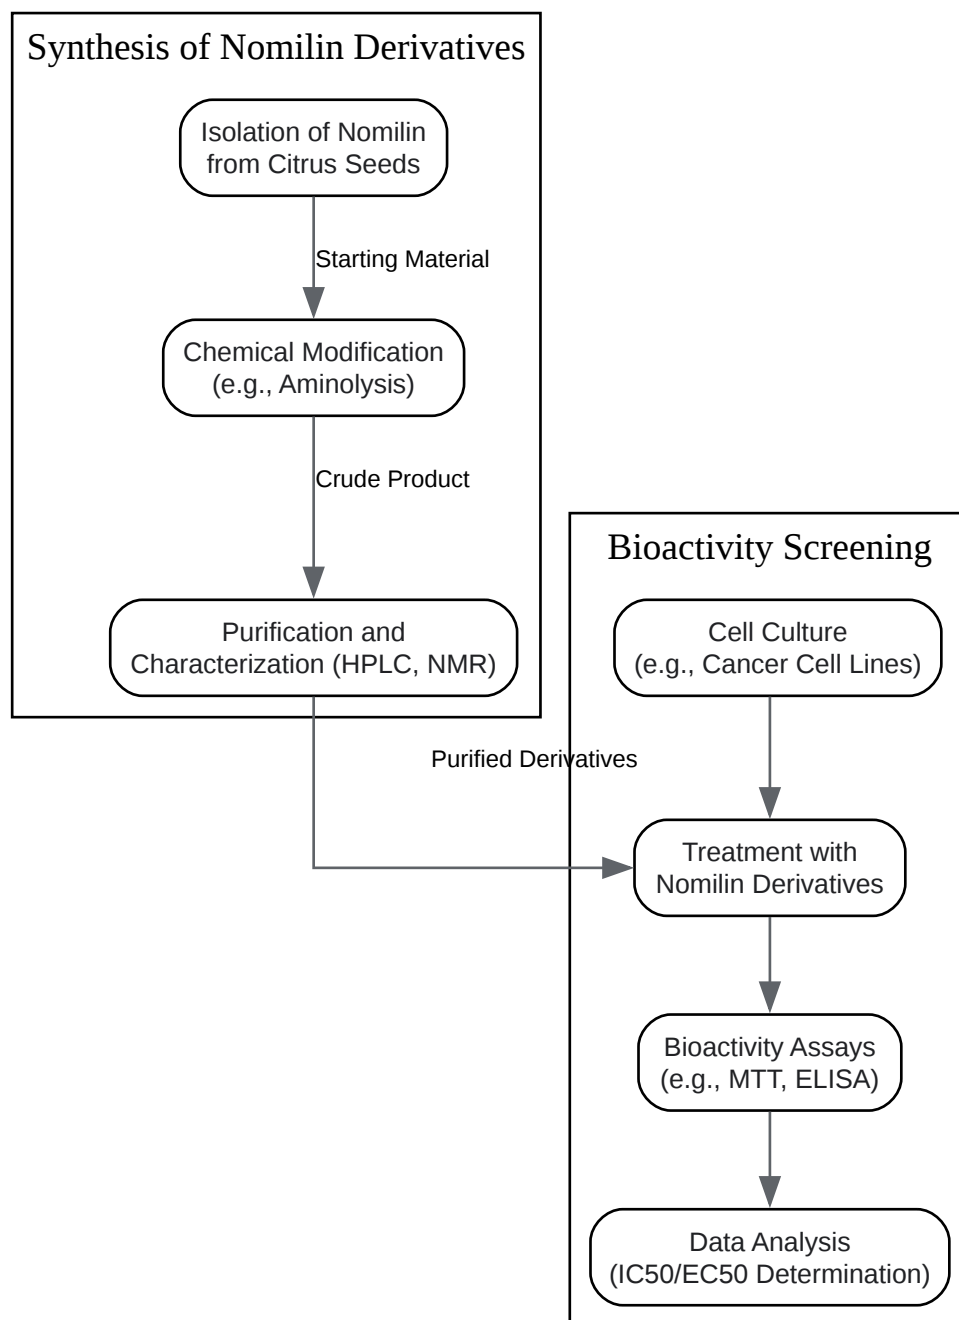 Synthesis of Nomilin Derivatives
Isolation of Nomilin
from Citrus Seeds
Starting Material
Chemical Modification
(e.g., Aminolysis)
Crude Product
Purification and
Characterization (HPLC, NMR)
Purified Derivatives
Bioactivity Screening
Cell Culture
(e.g., Cancer Cell Lines)
Treatment with
Nomilin Derivatives
Bioactivity Assays
(e.g., MTT, ELISA)
Data Analysis
(IC50/EC50 Determination)